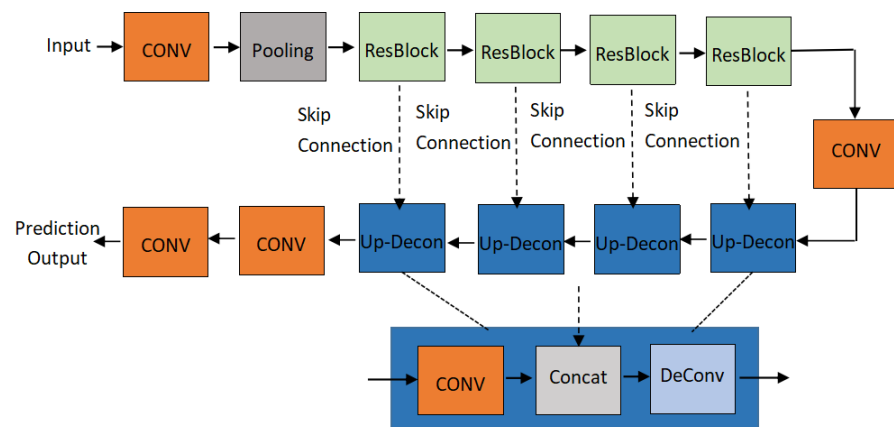 Input
CONV
Pooling
ResBlock
ResBlock
ResBlock
ResBlock
Skip
Connection
Skip
Connection
Skip
Connection
Skip
Connection
CONV
Prediction
Output
CONV
CONV
Up-Decon
Up-Decon
Up-Decon
Up-Decon
CONV
Concat
DeConv